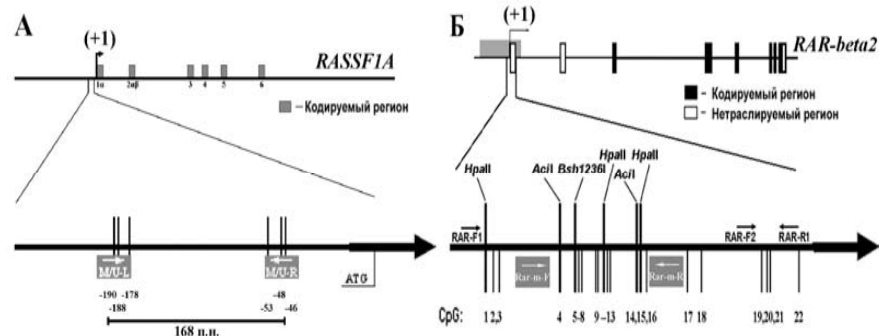 А
(+1)
RASSF1A
1α 2αβ 3 4 5 6
– Кодируемый регион
M/U-L M/U-R
ATG
-190 -178 -48
-188 -53 -46
168 п.н.
Б
(+1)
RAR-beta2
– Кодируемый регион
– Нетраслируемый регион
HpaII AciI Bsh1236I HpaII AciI HpaII
RAR-F1 RAR-F2 RAR-R1
Rar-m-F Rar-m-R
CpG: 1 2,3 4 5-8 9 –13 14,15,16 17 18 19,20,21 22